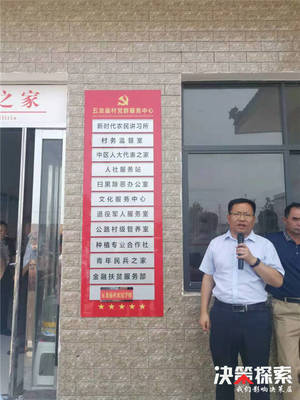 之家
五龙庙村党群服务中心
新时代农民讲习所
村务监督室
中区人大代表之家
人社服务站
扫黑除恶办公室
文化服务中心
退役军人服务室
公路村级管养室
种植专业合作社
青年民兵之家
金融扶贫服务部
决策探索
我们影响决策层